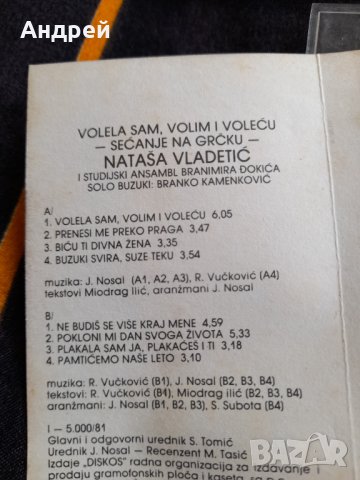 Андрей
VOLELA SAM, VOLIM I VOLEĆU
— SEĆANJE NA GRČKU —
NATAŠA VLADETIĆ
I STUDIJSKI ANSAMBL BRANIMIRA ĐOKIĆA
SOLO BUZUKI: BRANKO KAMENKOVIĆ
A/
1. VOLELA SAM, VOLIM I VOLEĆU 6,05
2. PRENESI ME PREKO PRAGA 3,47
3. BIĆU TI DIVNA ŽENA 3,35
4. BUZUKI SVIRA, SUZE TEKU 3,54
muzika: J. Nosal (A1, A2, A3), R. Vučković (A4)
tekstovi Miodrag Ilić, aranžmani J. Nosal
B/
1. NE BUDIŠ SE VIŠE KRAJ MENE 4,59
2. POKLONI MI DAN SVOGA ŽIVOTA 5,33
3. PLAKALA SAM JA, PLAKAĆEŠ I TI 3,18
4. PAMTIĆEMO NAŠE LETO 3,10
muzika: R. Vučković (B1), J. Nosal (B2, B3, B4)
tekstovi: R. Vučković (B1), Miodrag Ilić (B2, B3, B4)
aranžmani: J. Nosal (B1, B2, B3), S. Subota (B4)
I — 5.000/81
Glavni i odgovorni urednik S. Tomić
Urednik J. Nosal — Recenzent M. Tasić
Izdaje „DISKOS" radna organizacija za izdavanje i
prodaju gramofonskih ploča i kaseta, sa
bazar